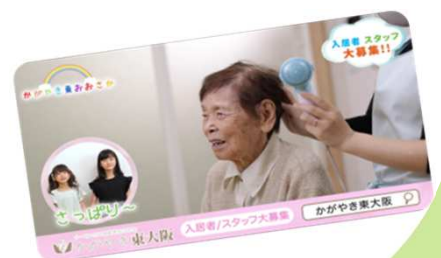 入居者 スタッフ
大募集!!
かがやき東おおさか
さっぱり〜
東大阪
入居者/スタッフ大募集
かがやき東大阪